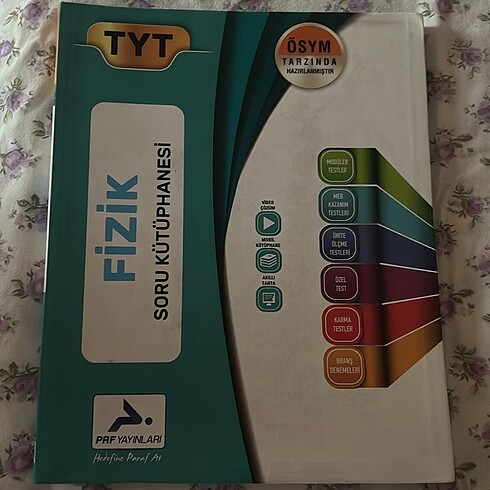 TYT
ÖSYM
TARZINDA
HAZIRLANMIŞTIR
FİZİK
SORU KÜTÜPHANESİ
VİDEO
ÇÖZÜM
MOBİL
KÜTÜPHANE
AKILLI
TAHTA
MODÜLER
TESTLER
MEB
KAZANIM
TESTLERİ
ÜNİTE
ÖLÇME
TESTLERİ
ÖZEL
TEST
KARMA
TESTLER
BRANŞ
DENEMELERİ
PRF YAYINLARI
Hedefine Paraf At